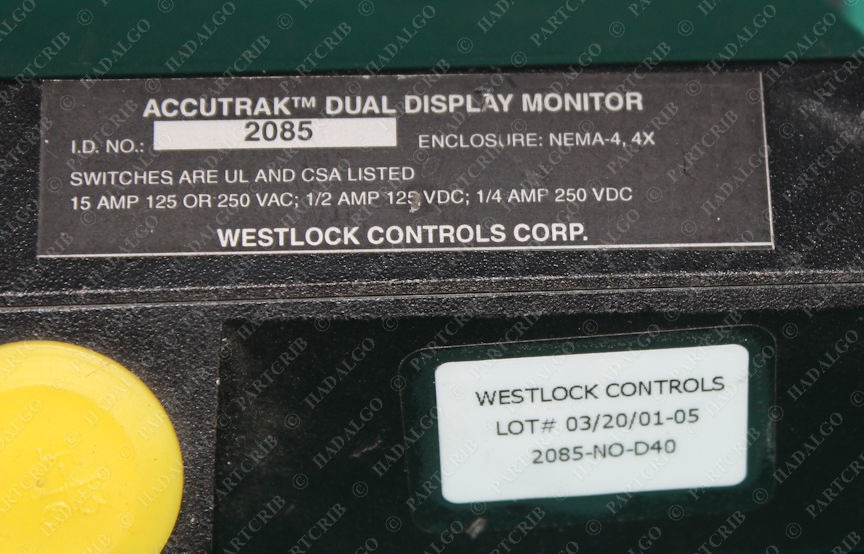 ACCUTRAK™ DUAL DISPLAY MONITOR
I.D. NO.: 2085 ENCLOSURE: NEMA-4, 4X
SWITCHES ARE UL AND CSA LISTED
15 AMP 125 OR 250 VAC; 1/2 AMP 125 VDC; 1/4 AMP 250 VDC
WESTLOCK CONTROLS CORP.
WESTLOCK CONTROLS
LOT# 03/20/01-05
2085-NO-D40
© HADALGO PARTCRIB